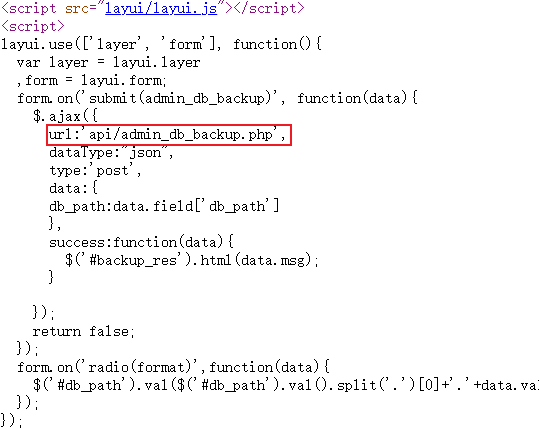 <script src="layui/layui.js"></script>
<script>
layui.use(['layer', 'form'], function(){
var layer = layui.layer
,form = layui.form;
form.on('submit(admin_db_backup)', function(data){
$.ajax({
url:'api/admin_db_backup.php',
dataType:"json",
type:'post',
data:{
db_path:data.field['db_path']
},
success:function(data){
$('#backup_res').html(data.msg);
}
});
return false;
});
form.on('radio(format)',function(data){
$('#db_path').val($('#db_path').val().split('.')[0]+'.'+data.val
});
});